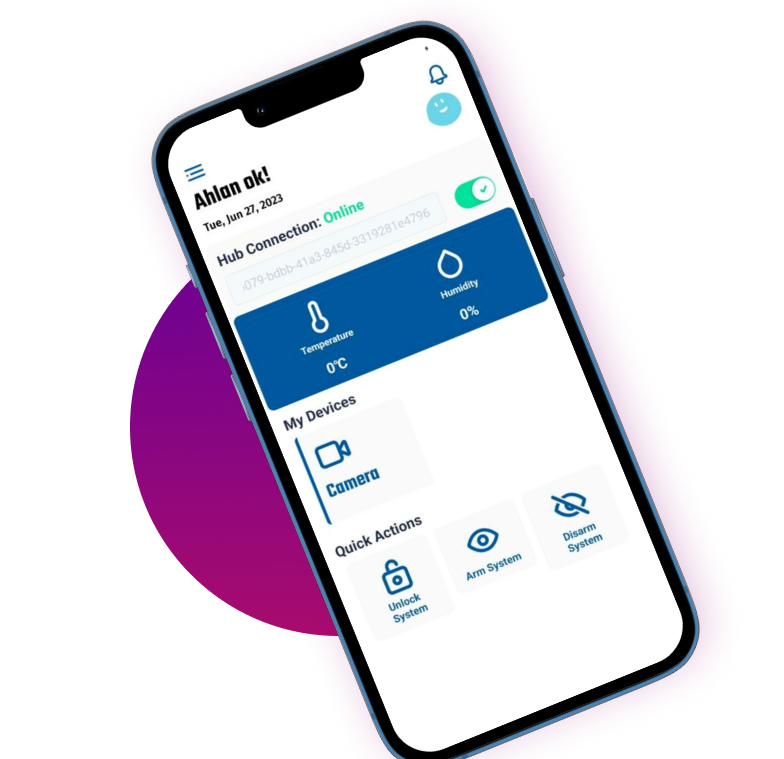 Ahlan ok!
Tue, Jun 27, 2023
Hub Connection: Online
079-bdbb-41a3-845d-3319281e4796
Temperature
0°C
Humidity
0%
My Devices
Camera
Quick Actions
Unlock
System
Arm System
Disarm
System